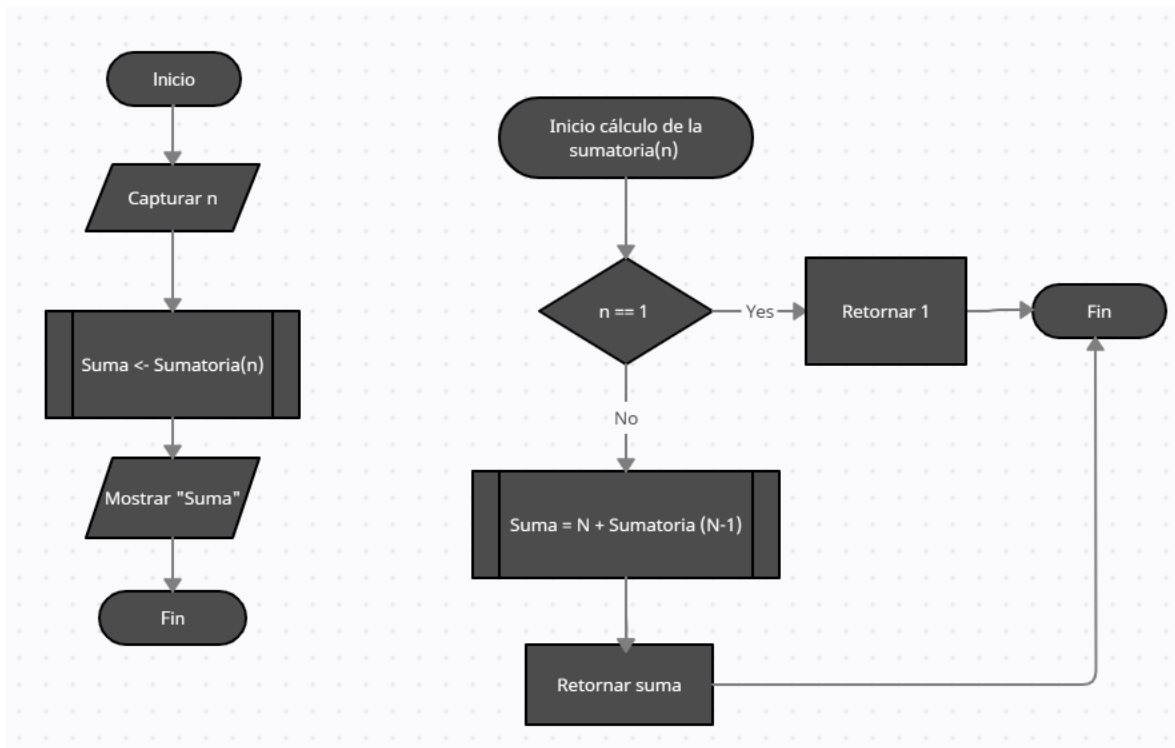 Inicio
Capturar n
Suma <- Sumatoria(n)
Mostrar "Suma"
Fin
Inicio cálculo de la
sumatoria(n)
n == 1
Yes
Retornar 1
Fin
No
Suma = N + Sumatoria (N-1)
Retornar suma